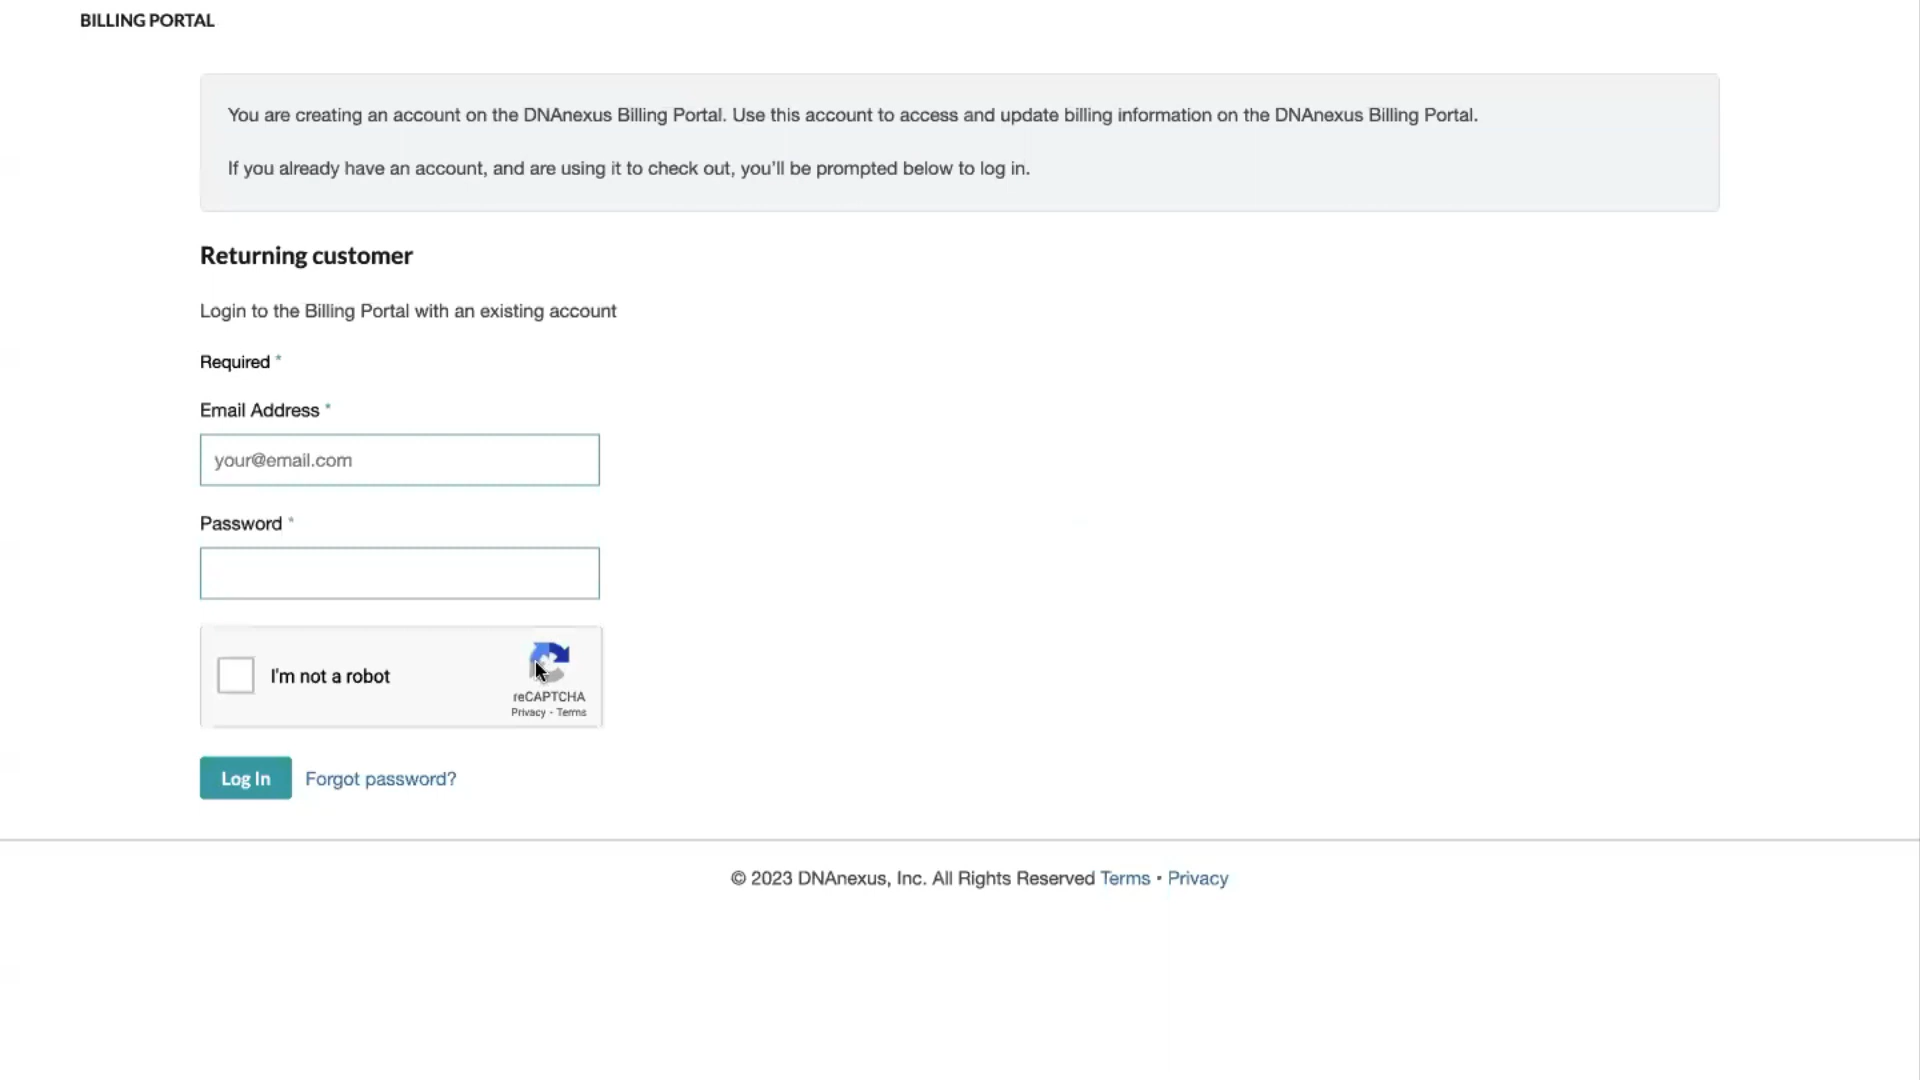 BILLING PORTAL
You are creating an account on the DNAnexus Billing Portal. Use this account to access and update billing information on the DNAnexus Billing Portal.
If you already have an account, and are using it to check out, you'll be prompted below to log in.
Returning customer
Login to the Billing Portal with an existing account
Required *
Email Address *
your@email.com
Password *
I'm not a robot
reCAPTCHA
Privacy - Terms
Log In Forgot password?
© 2023 DNAnexus, Inc. All Rights Reserved Terms • Privacy